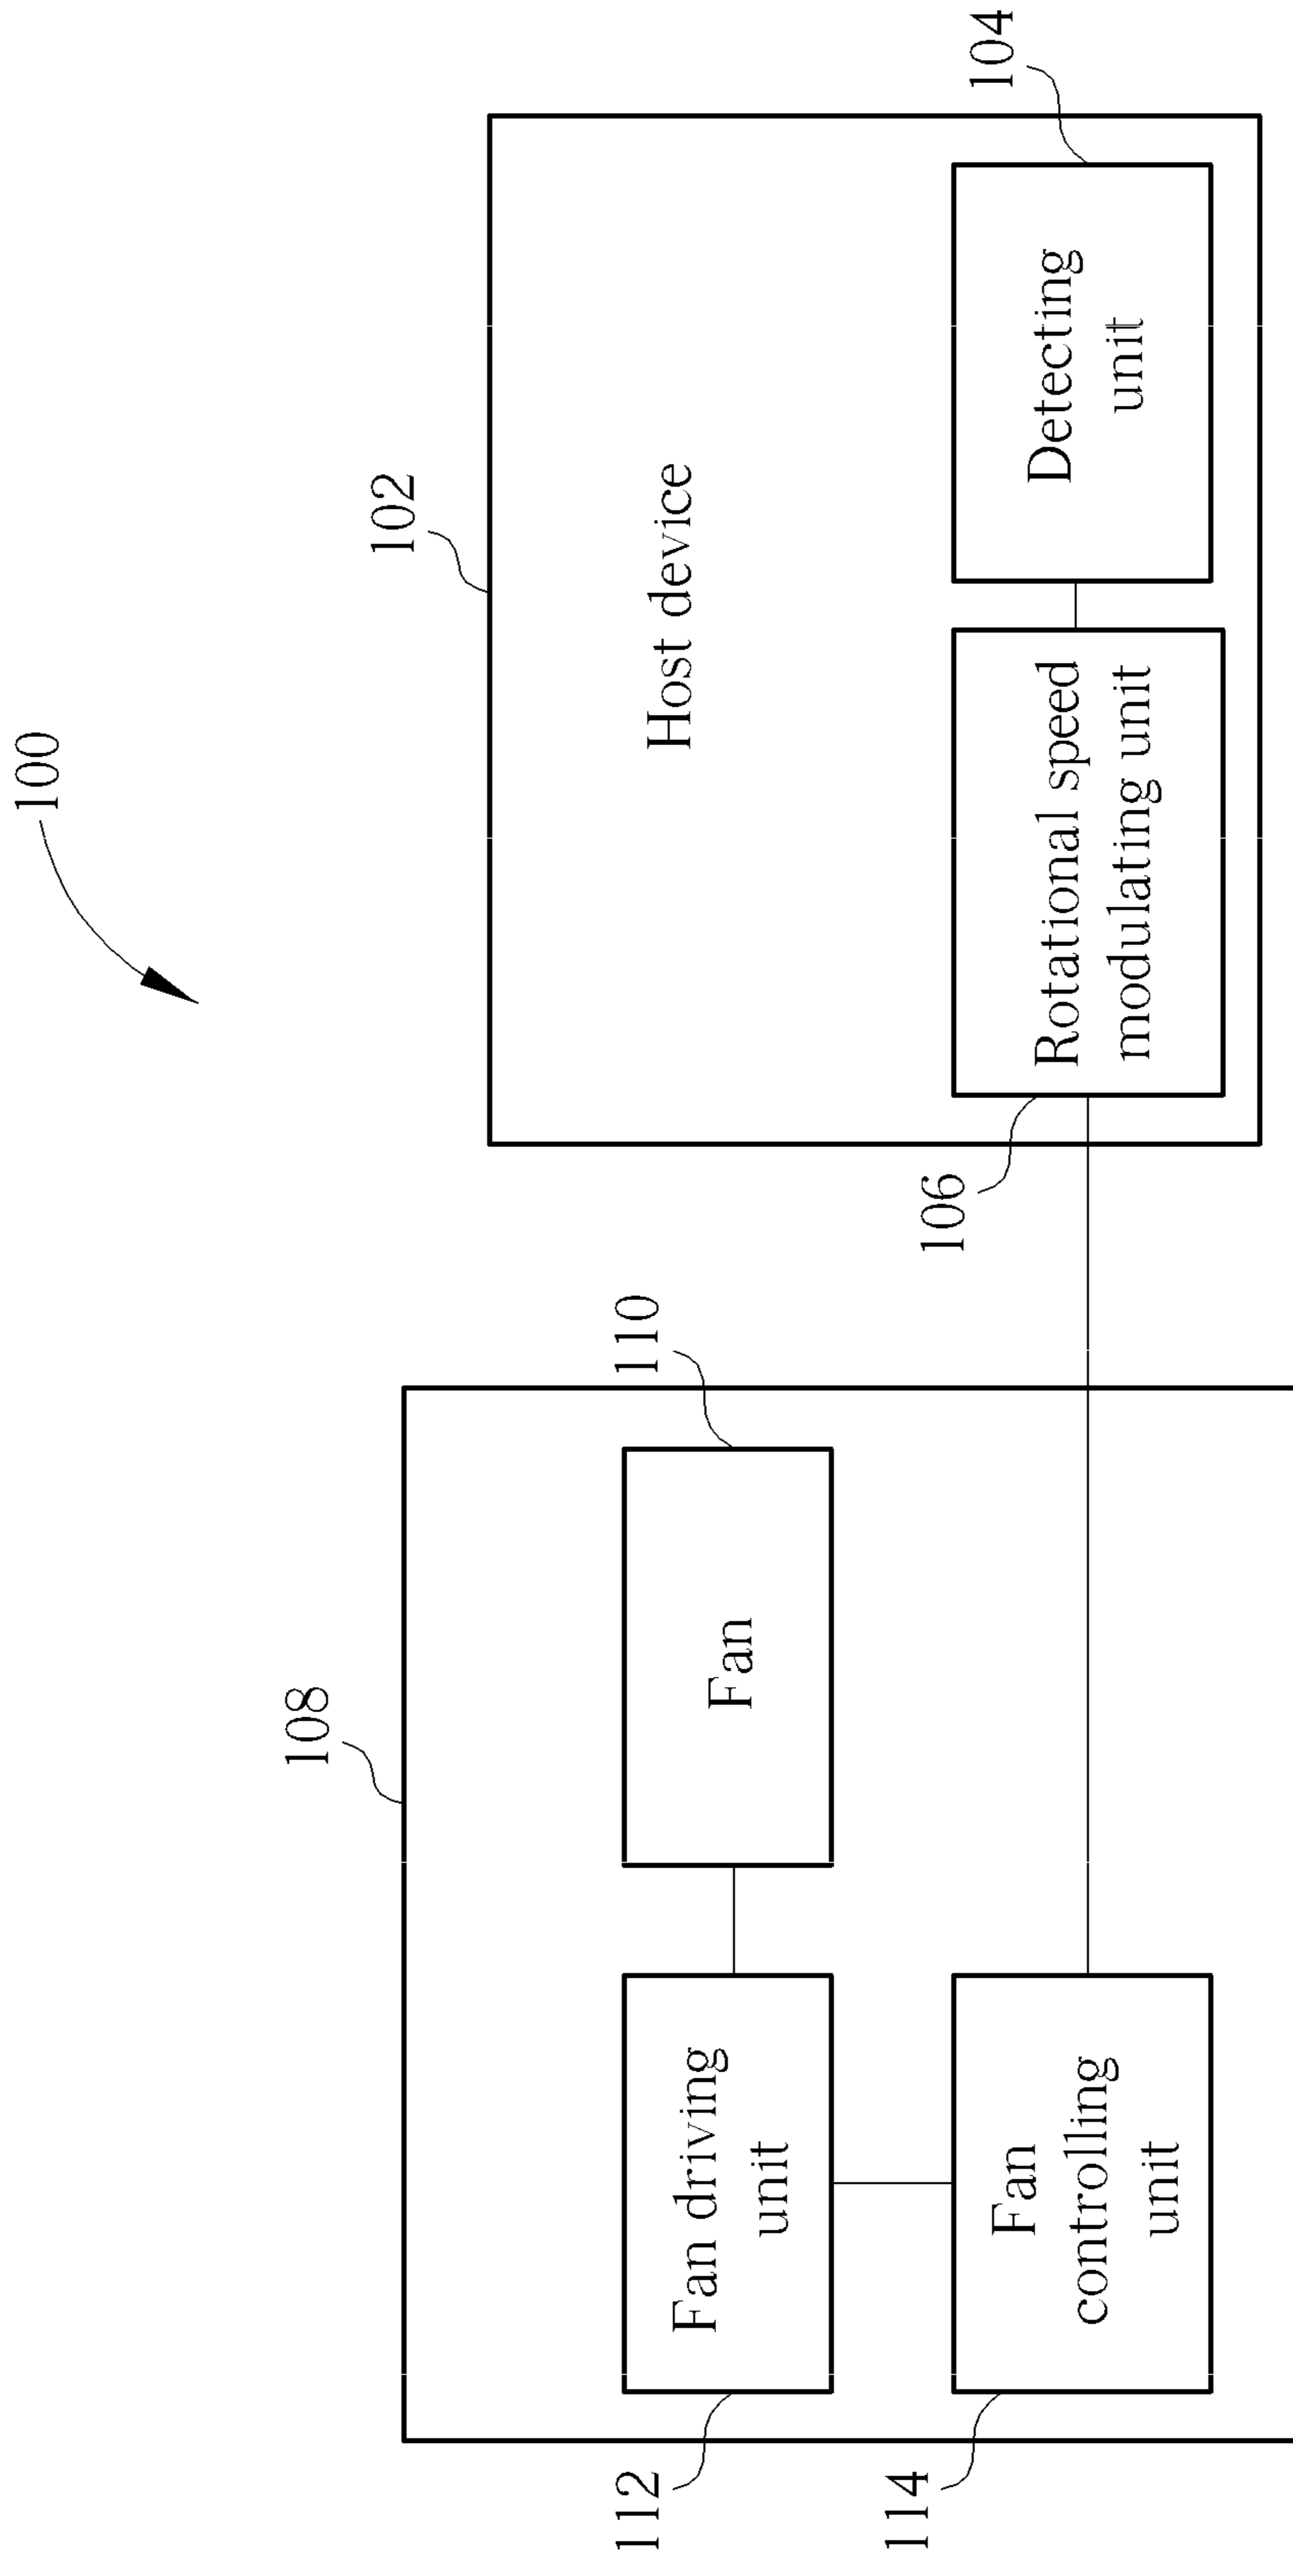 100
108
102
Fan driving
unit
Fan
Host device
112
110
Fan
controlling
unit
Rotational speed
modulating unit
Detecting
unit
114
106
104